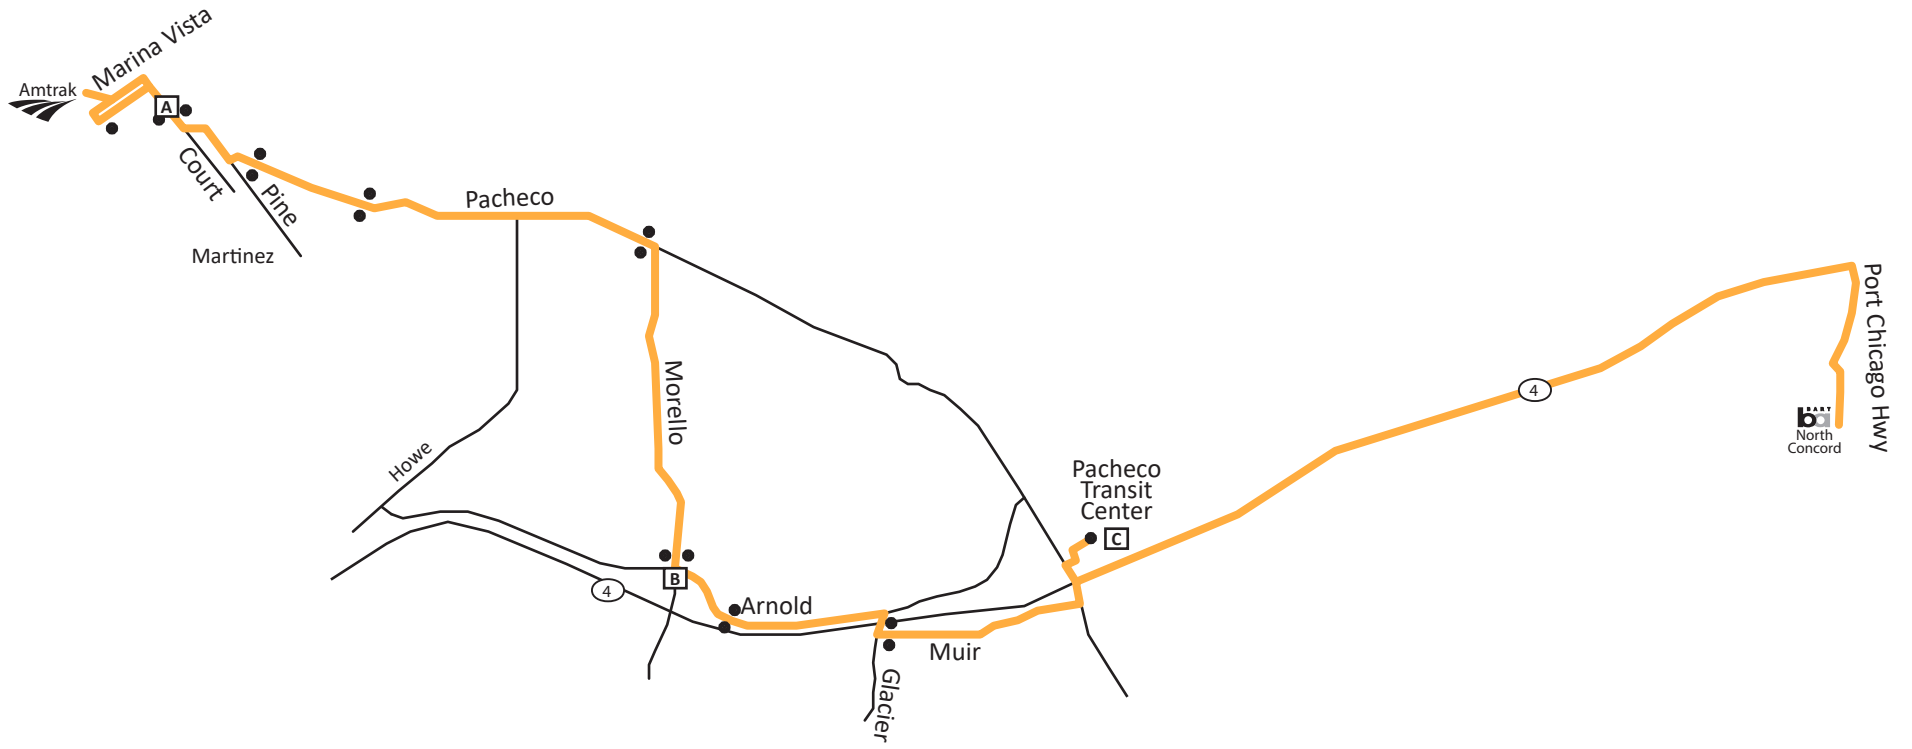 Marina Vista
Amtrak
A
Court
Pine
Martinez
Pacheco
Morello
Howe
4
B
Arnold
Muir
Glacier
Pacheco
Transit
Center
C
4
Port Chicago Hwy
BART
ba
North
Concord